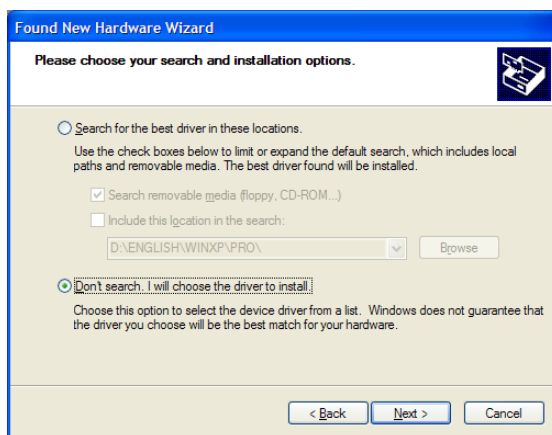 Found New Hardware Wizard
Please choose your search and installation options.
Search for the best driver in these locations.
Use the check boxes below to limit or expand the default search, which includes local
paths and removable media. The best driver found will be installed.
Search removable media (floppy, CD-ROM...)
Include this location in the search:
D:\ENGLISH\WINXP\PRO\
Browse
Don't search. I will choose the driver to install.
Choose this option to select the device driver from a list. Windows does not guarantee that
the driver you choose will be the best match for your hardware.
< Back Next > Cancel